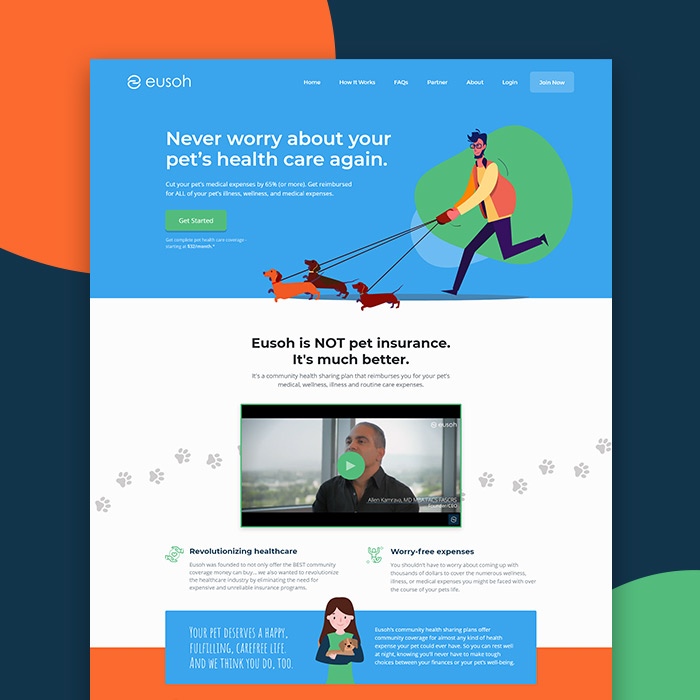 eusoh
Home How It Works FAQs Partner About Login Join Now
Never worry about your
pet's health care again.
Cut your pet's medical expenses by 65% (or more). Get reimbursed
for ALL of your pet's illness, wellness, and medical expenses.
Get Started
Get complete pet health care coverage -
starting at $32/month.*
Eusoh is NOT pet insurance.
It's much better.
It's a community health sharing plan that reimburses you for your pet's
medical, wellness, illness and routine care expenses.
eusoh
Allen Kamrava, MD MBA FACS FASCRS
Founder/CEO
Revolutionizing healthcare
Eusoh was founded to not only offer the BEST community
coverage money can buy... we also wanted to revolutionize
the healthcare industry by eliminating the need for
expensive and unreliable insurance programs.
Worry-free expenses
You shouldn't have to worry about coming up with
thousands of dollars to cover the numerous wellness,
illness, or medical expenses you might be faced with over
the course of your pets life.
Your pet deserves a happy,
fulfilling, carefree life.
And we think you do, too.
Eusoh's community health sharing plans offer
community coverage for almost any kind of health
expense your pet could ever have. So you can rest well
at night, knowing you'll never have to make tough
choices between your finances or your pet's well-being.